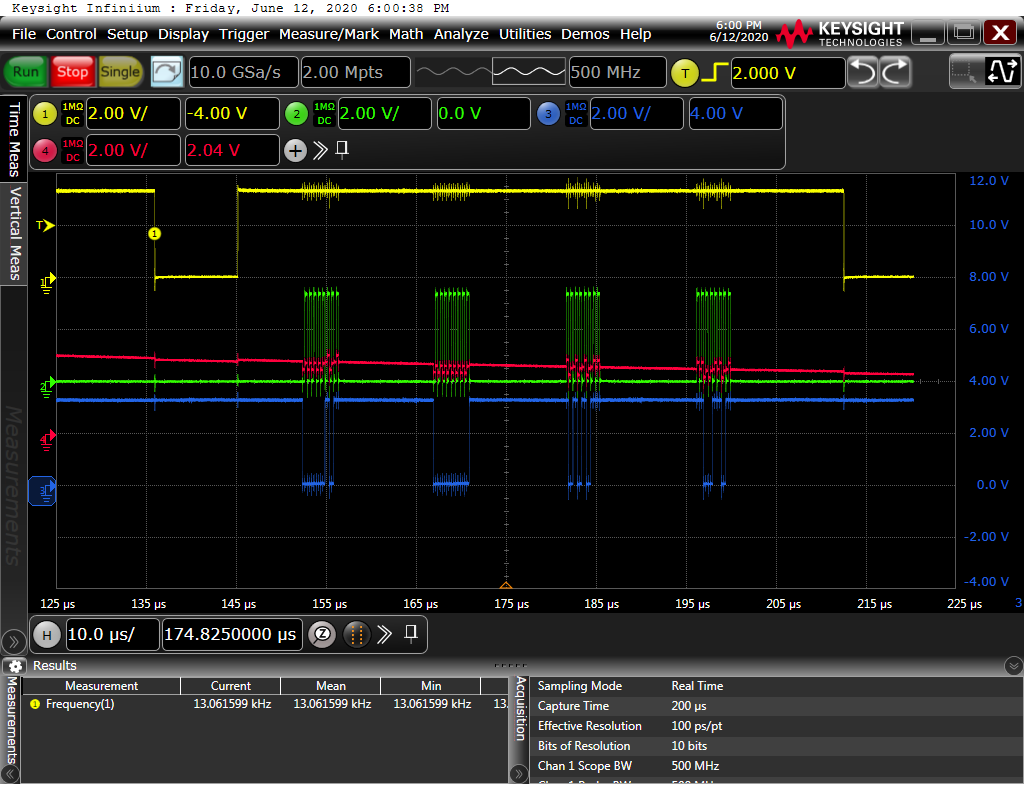 Keysight Infiniium : Friday, June 12, 2020 6:00:38 PM
File Control Setup Display Trigger Measure/Mark Math Analyze Utilities Demos Help
6:00 PM
6/12/2020
KEYSIGHT
TECHNOLOGIES
Run Stop Single 10.0 GSa/s 2.00 Mpts 500 MHz T 2.000 V
1 1MΩ DC 2.00 V/ -4.00 V 2 1MΩ DC 2.00 V/ 0.0 V 3 1MΩ DC 2.00 V/ 4.00 V
4 1MΩ DC 2.00 V/ 2.04 V
Time Meas
Vertical Meas
Measurements
T
1
1
2
4
3
12.0 V
10.0 V
8.00 V
6.00 V
4.00 V
2.00 V
0.0 V
-2.00 V
-4.00 V
125 µs 135 µs 145 µs 155 µs 165 µs 175 µs 185 µs 195 µs 205 µs 215 µs 225 µs 3
H 10.0 µs/ 174.8250000 µs Z
Results
Measurements
Measurement Current Mean Min
1 Frequency(1) 13.061599 kHz 13.061599 kHz 13.061599 kHz 13.
Acquisition
Sampling Mode Real Time
Capture Time 200 µs
Effective Resolution 100 ps/pt
Bits of Resolution 10 bits
Chan 1 Scope BW 500 MHz